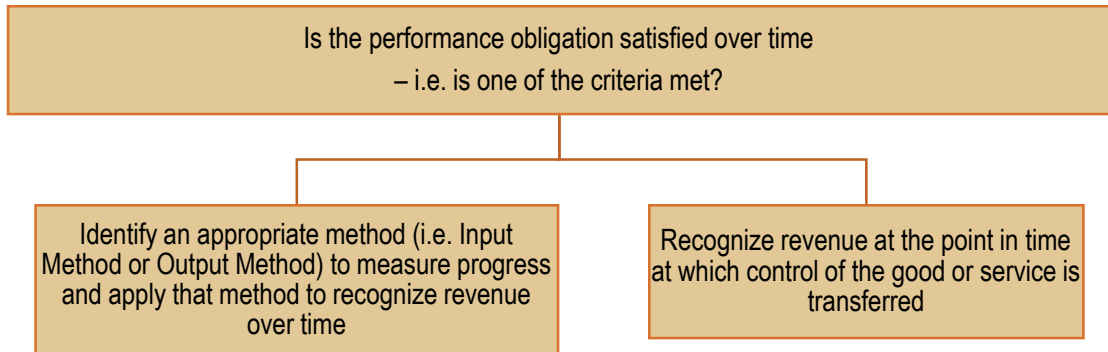 Is the performance obligation satisfied over time
– i.e. is one of the criteria met?
Identify an appropriate method (i.e. Input
Method or Output Method) to measure progress
and apply that method to recognize revenue
over time
Recognize revenue at the point in time
at which control of the good or service is
transferred